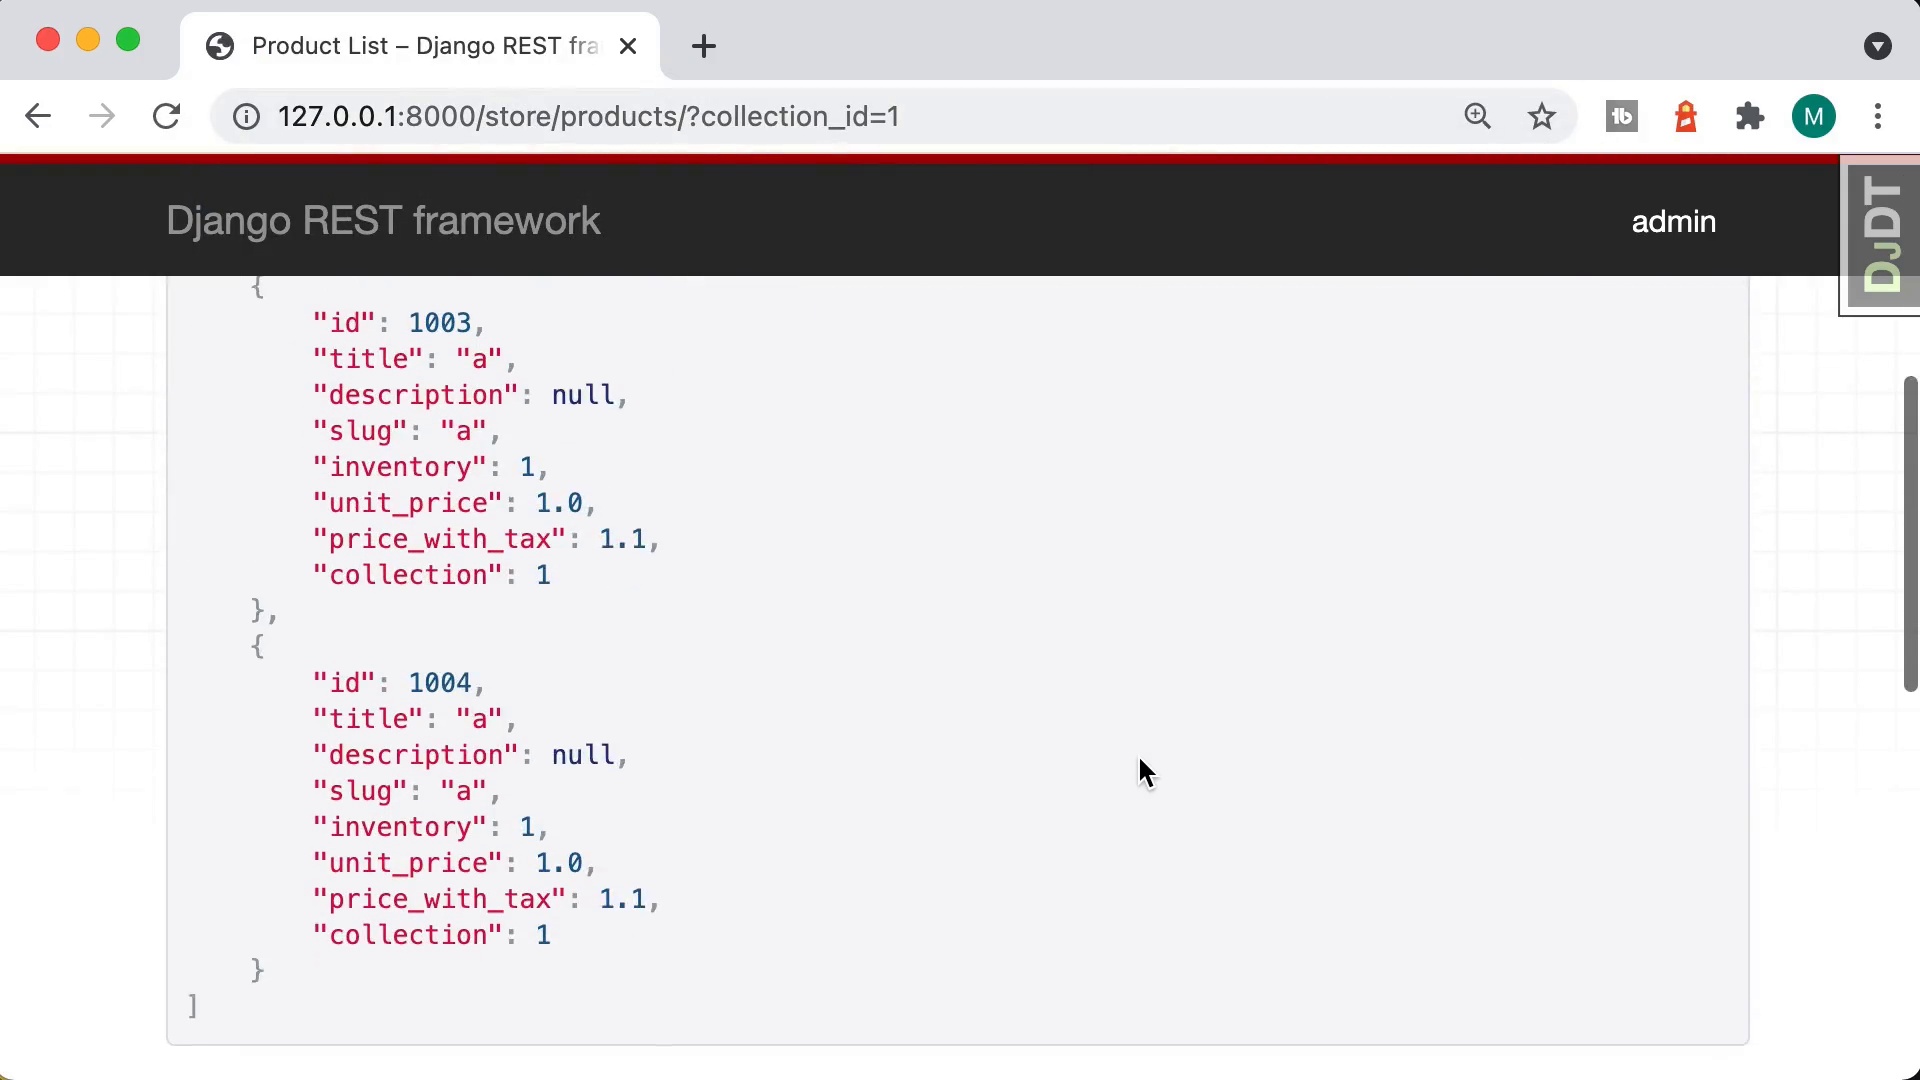 Product List – Django REST fra
127.0.0.1:8000/store/products/?collection_id=1
M
Django REST framework
admin
DJDT
{
"id": 1003,
"title": "a",
"description": null,
"slug": "a",
"inventory": 1,
"unit_price": 1.0,
"price_with_tax": 1.1,
"collection": 1
},
{
"id": 1004,
"title": "a",
"description": null,
"slug": "a",
"inventory": 1,
"unit_price": 1.0,
"price_with_tax": 1.1,
"collection": 1
}
]